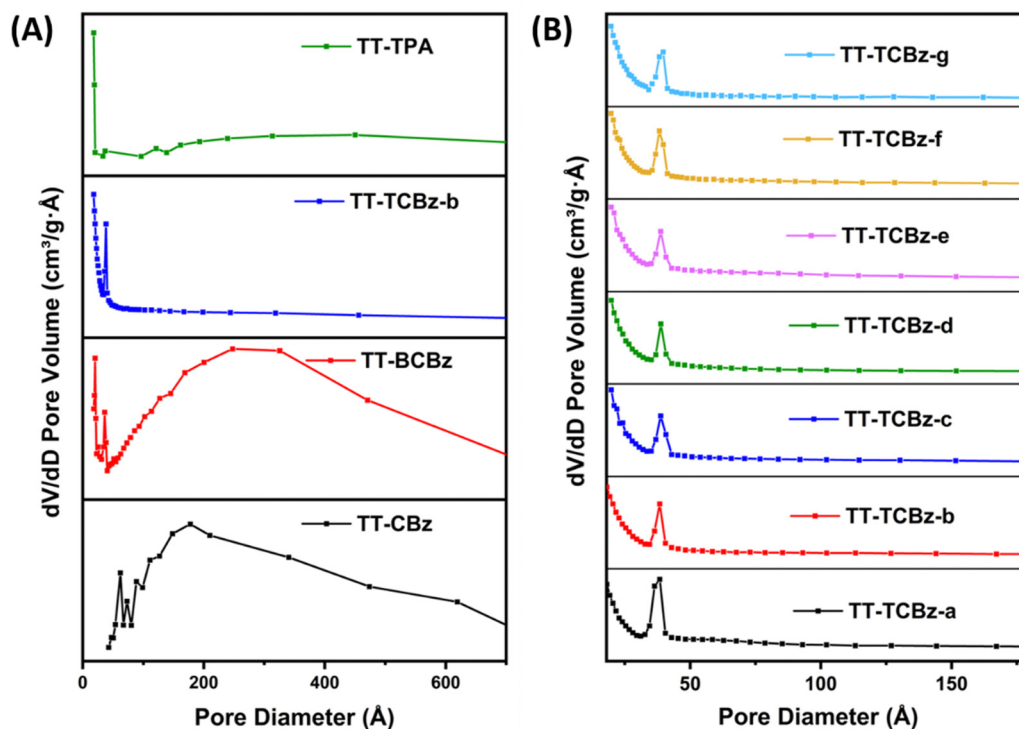 (A)
TT-TPA
TT-TCBz-b
TT-BCBz
TT-CBz
dV/dD Pore Volume (cm³/g·Å)
0 200 400 600
Pore Diameter (Å)
(B)
TT-TCBz-g
TT-TCBz-f
TT-TCBz-e
TT-TCBz-d
TT-TCBz-c
TT-TCBz-b
TT-TCBz-a
dV/dD Pore Volume (cm³/g·Å)
50 100 150
Pore Diameter (Å)